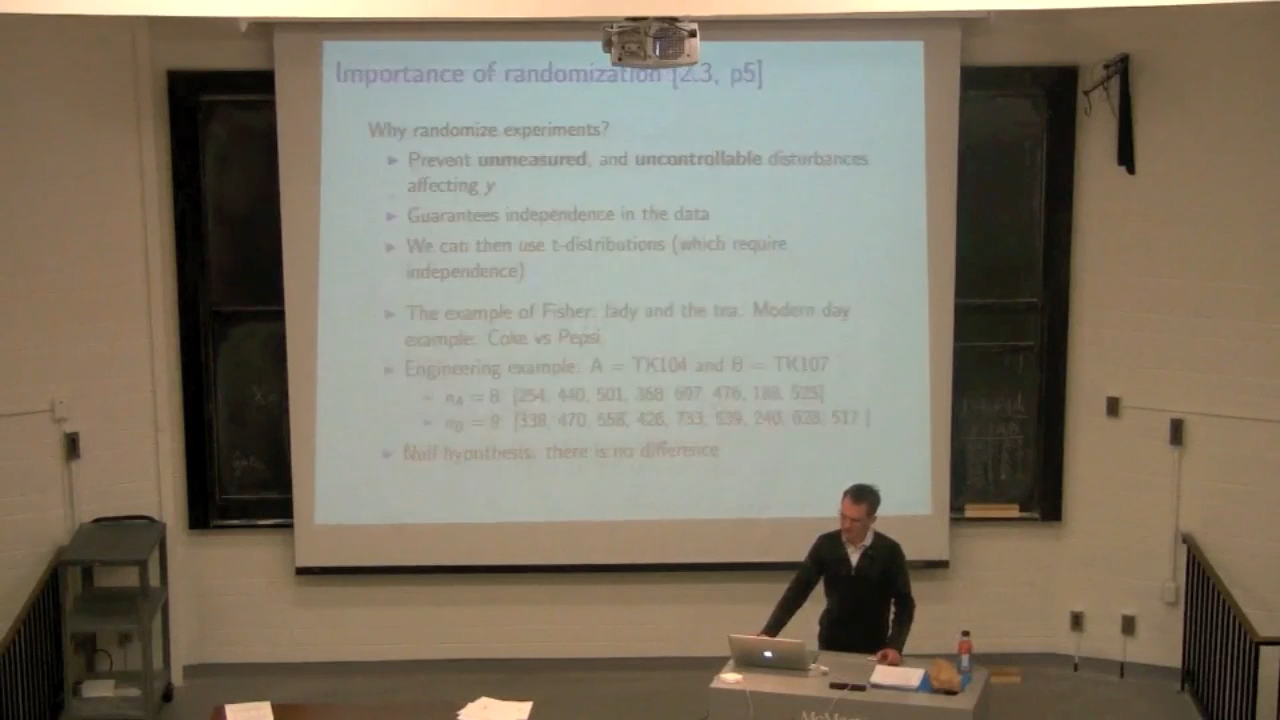 Importance of randomization [2.3, p5]
Why randomize experiments?
► Prevent unmeasured, and uncontrollable disturbances
affecting y
► Guarantees independence in the data
► We can then use t-distributions (which require
independence)
► The example of Fisher: lady and the tea. Modern day
example: Coke vs Pepsi
► Engineering example: A = TK104 and B = TK107
n_A = 8 [254, 440, 501, 368, 697, 476, 188, 525]
n_B = 9 [338, 470, 558, 426, 733, 539, 240, 628, 517 ]
► Null hypothesis: there is no difference